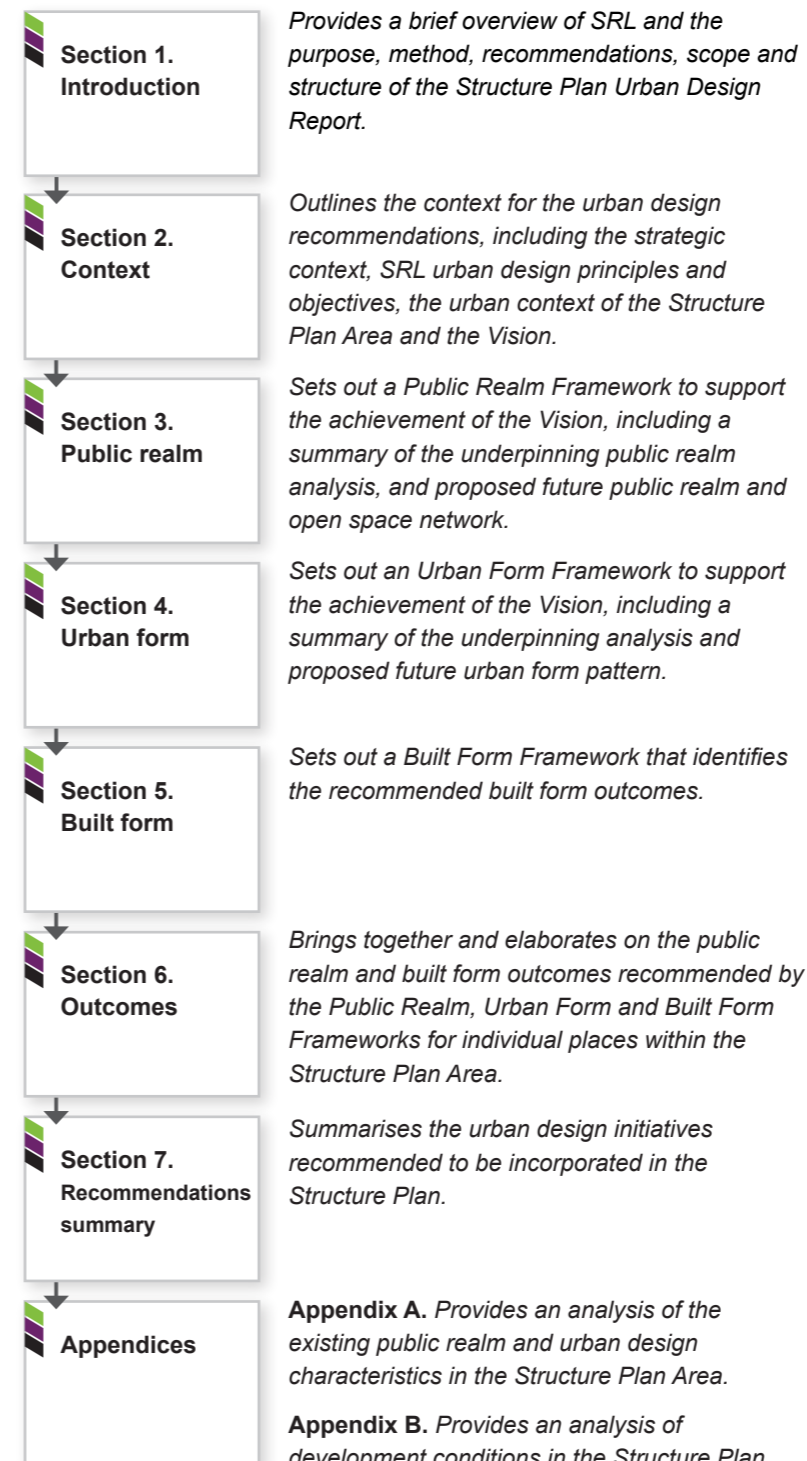 Section 1.
Introduction
Provides a brief overview of SRL and the
purpose, method, recommendations, scope and
structure of the Structure Plan Urban Design
Report.
Section 2.
Context
Outlines the context for the urban design
recommendations, including the strategic
context, SRL urban design principles and
objectives, the urban context of the Structure
Plan Area and the Vision.
Section 3.
Public realm
Sets out a Public Realm Framework to support
the achievement of the Vision, including a
summary of the underpinning public realm
analysis, and proposed future public realm and
open space network.
Section 4.
Urban form
Sets out an Urban Form Framework to support
the achievement of the Vision, including a
summary of the underpinning analysis and
proposed future urban form pattern.
Section 5.
Built form
Sets out a Built Form Framework that identifies
the recommended built form outcomes.
Section 6.
Outcomes
Brings together and elaborates on the public
realm and built form outcomes recommended by
the Public Realm, Urban Form and Built Form
Frameworks for individual places within the
Structure Plan Area.
Section 7.
Recommendations
summary
Summarises the urban design initiatives
recommended to be incorporated in the
Structure Plan.
Appendices
Appendix A. Provides an analysis of the
existing public realm and urban design
characteristics in the Structure Plan Area.
Appendix B. Provides an analysis of
development conditions in the Structure Plan